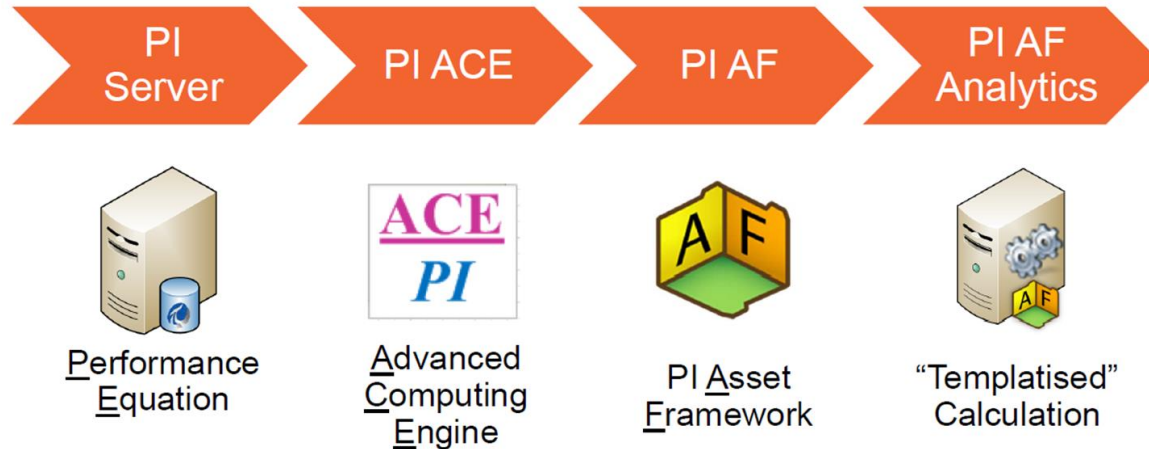 PI
Server
PI ACE
PI AF
PI AF
Analytics
ACE
PI
A F
A F
Performance
Equation
Advanced
Computing
Engine
PI Asset
Framework
“Templatised”
Calculation